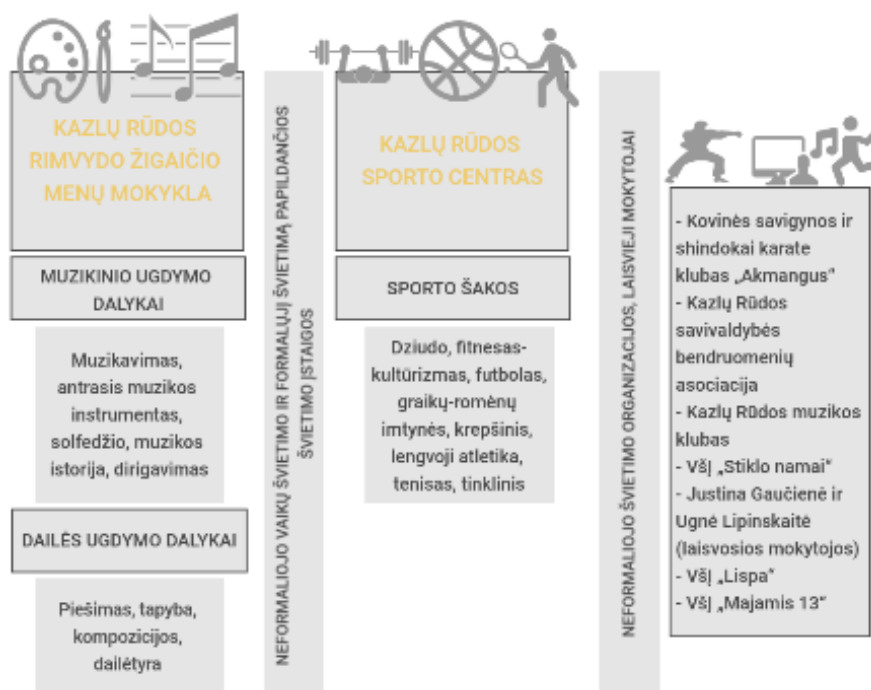 KAZLŲ RŪDOS
RIMVYDO ŽIGAIČIO
MENŲ MOKYKLA
MUZIKINIO UGDYMO
DALYKAI
Muzikavimas,
antrasis muzikos
instrumentas,
solfedžio, muzikos
istorija, dirigavimas
DAILĖS UGDYMO DALYKAI
Piešimas, tapyba,
kompozicijos,
dailėtyra
NEFORMALIOJO VAIKŲ ŠVIETIMO IR FORMALŲJĮ ŠVIETIMĄ PAPILDANČIOS
ŠVIETIMO ĮSTAIGOS
KAZLŲ RŪDOS
SPORTO CENTRAS
SPORTO ŠAKOS
Dziudo, fitnesas-
kultūrizmas, futbolas,
graikų-romėnų
imtynės, krepšinis,
lengvoji atletika,
tenisas, tinklinis
NEFORMALIOJO ŠVIETIMO ORGANIZACIJOS, LAISVIEJI MOKYTOJAI
- Kovinės savigynos ir
shindokai karate
klubas „Akmangus“
- Kazlų Rūdos
savivaldybės
bendruomenių
asociacija
- Kazlų Rūdos muzikos
klubas
- VšĮ „Stiklo namai“
- Justina Gaučienė ir
Ugnė Lipinskaitė
(laisvosios mokytojos)
- VšĮ „Lispa“
- VšĮ „Majamis 13“